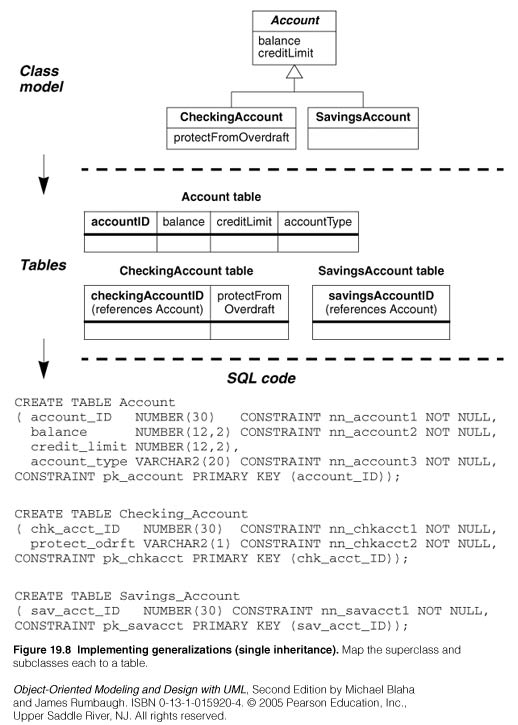 Account
balance
creditLimit
Class
model
CheckingAccount
SavingsAccount
protectFromOverdraft
Account table
accountID balance creditLimit accountType
Tables
CheckingAccount table
SavingsAccount table
checkingAccountID
(references Account)
protectFrom
Overdraft
savingsAccountID
(references Account)
SQL code
CREATE TABLE Account
( account_ID NUMBER(30) CONSTRAINT nn_account1 NOT NULL,
balance NUMBER(12,2) CONSTRAINT nn_account2 NOT NULL,
credit_limit NUMBER(12,2),
account_type VARCHAR2(20) CONSTRAINT nn_account3 NOT NULL,
CONSTRAINT pk_account PRIMARY KEY (account_ID));
CREATE TABLE Checking_Account
( chk_acct_ID NUMBER(30) CONSTRAINT nn_chkacct1 NOT NULL,
protect_odrft VARCHAR2(1) CONSTRAINT nn_chkacct2 NOT NULL,
CONSTRAINT pk_chkacct PRIMARY KEY (chk_acct_ID));
CREATE TABLE Savings_Account
( sav_acct_ID NUMBER(30) CONSTRAINT nn_savacct1 NOT NULL,
CONSTRAINT pk_savacct PRIMARY KEY (sav_acct_ID));
Figure 19.8 Implementing generalizations (single inheritance). Map the superclass and
subclasses each to a table.
Object-Oriented Modeling and Design with UML, Second Edition by Michael Blaha
and James Rumbaugh. ISBN 0-13-1-015920-4. © 2005 Pearson Education, Inc.,
Upper Saddle River, NJ. All rights reserved.